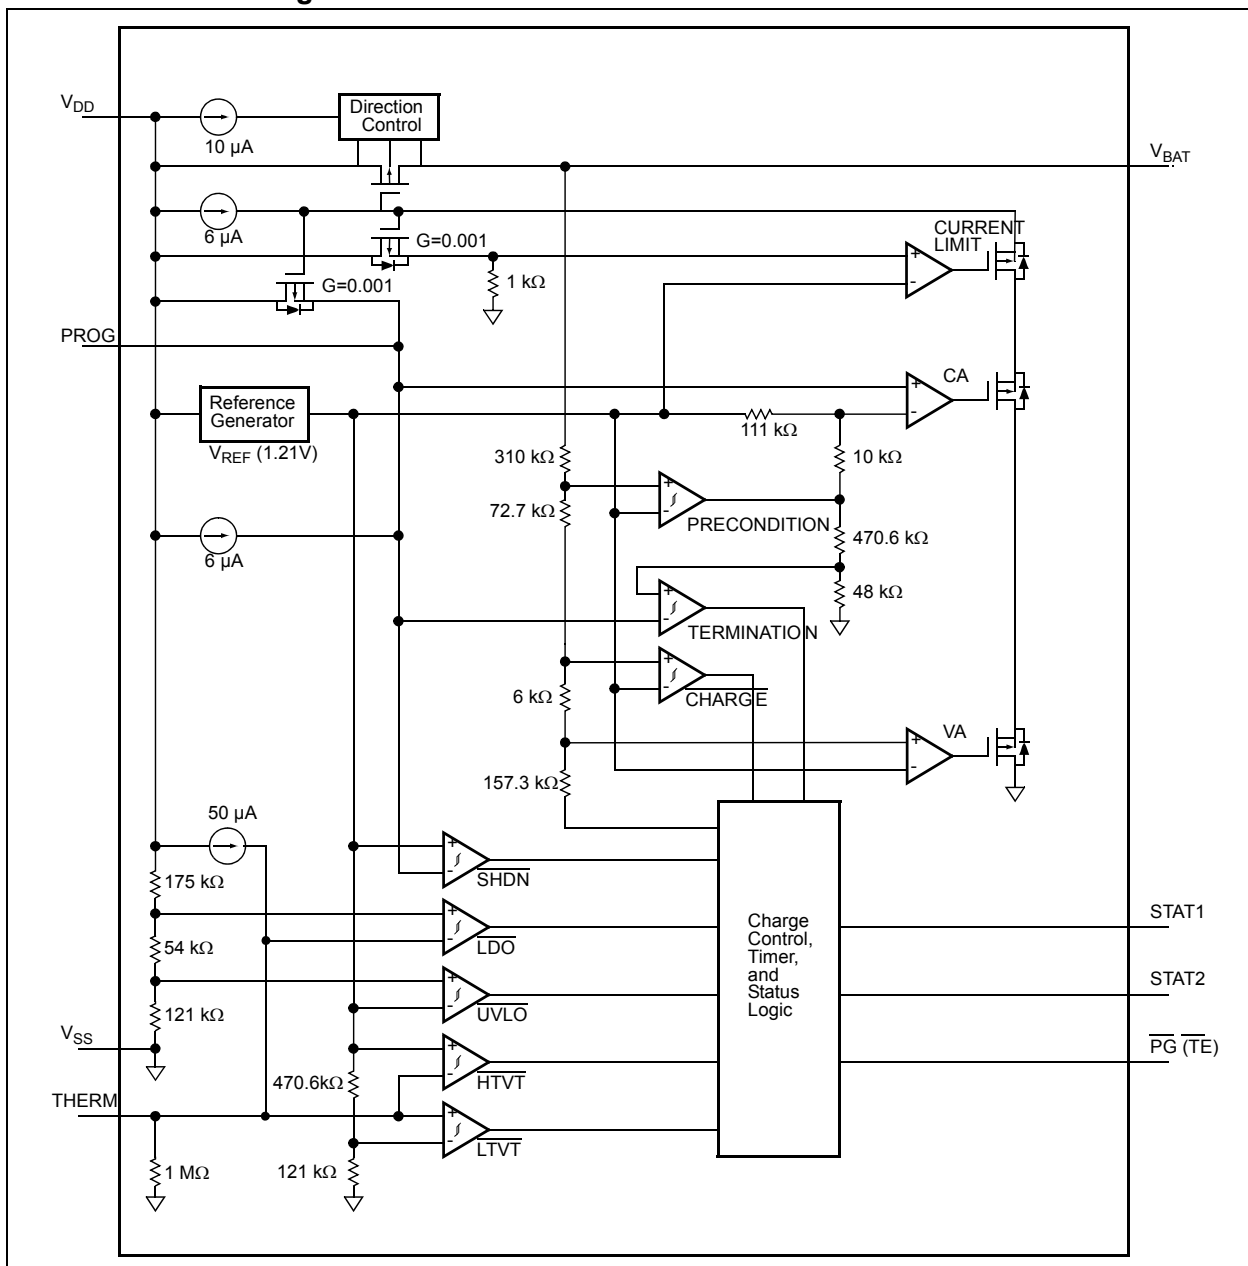 g
V_DD
Direction
Control
10 µA
V_BAT
6 µA
G=0.001
CURRENT
LIMIT
+
-
1 kΩ
G=0.001
PROG
CA
+
-
Reference
Generator
V_REF (1.21V)
111 kΩ
310 kΩ
10 kΩ
+
-
72.7 kΩ
PRECONDITION
470.6 kΩ
6 µA
48 kΩ
+
-
TERMINATION
+
-
6 kΩ
CHARGE
VA
+
-
157.3 kΩ
50 µA
+
-
SHDN
175 kΩ
+
-
LDO
54 kΩ
Charge
Control,
Timer,
and
Status
Logic
STAT1
+
-
UVLO
121 kΩ
STAT2
V_SS
+
-
HTVT
PG (TE)
470.6kΩ
THERM
+
-
LTVT
1 MΩ
121 kΩ